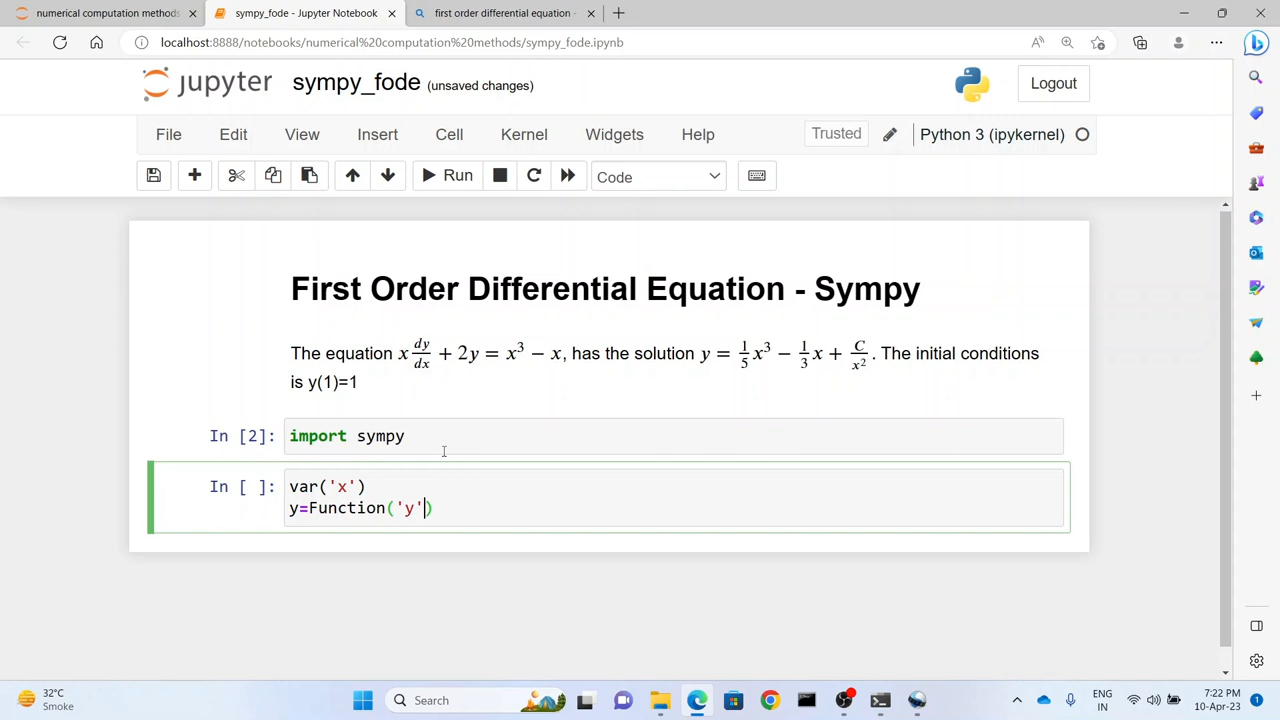 numerical computation methods
sympy_fode - Jupyter Notebook
first order differential equation -
localhost:8888/notebooks/numerical%20computation%20methods/sympy_fode.ipynb
jupyter sympy_fode (unsaved changes)
Logout
File Edit View Insert Cell Kernel Widgets Help Trusted Python 3 (ipykernel)
Run Code
First Order Differential Equation - Sympy
The equation x dy/dx + 2y = x³ − x, has the solution y = 1/5 x³ − 1/3 x + C/x². The initial conditions
is y(1)=1
In [2]: import sympy
In [ ]: var('x')
y=Function('y')
32°C
Smoke
Search
ENG
IN
7:22 PM
10-Apr-23
1